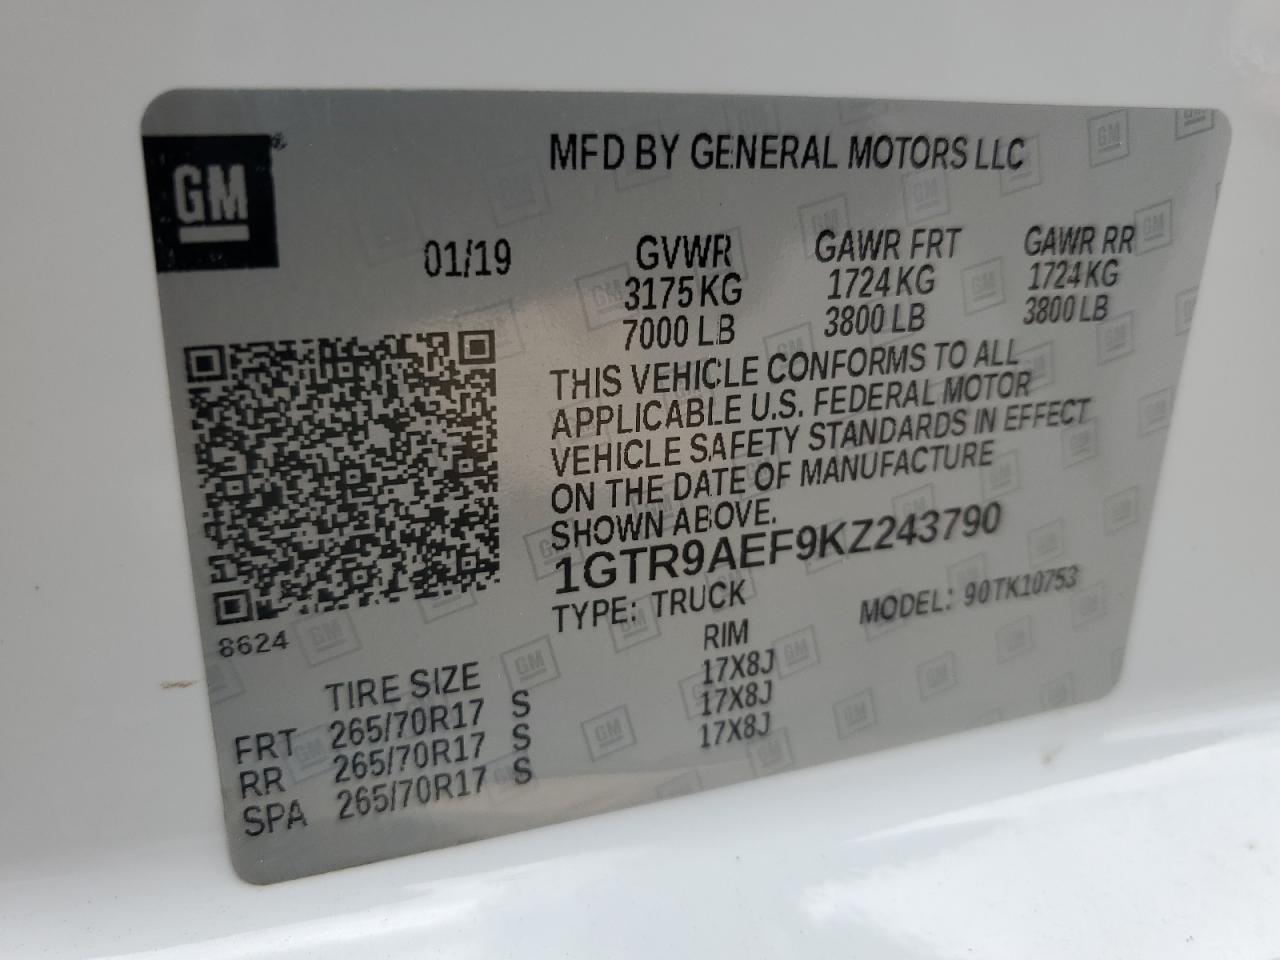 GM
MFD BY GENERAL MOTORS LLC
01/19 GVWR GAWR FRT GAWR RR
3175 KG 1724 KG 1724 KG
7000 LB 3800 LB 3800 LB
THIS VEHICLE CONFORMS TO ALL
APPLICABLE U.S. FEDERAL MOTOR
VEHICLE SAFETY STANDARDS IN EFFECT
ON THE DATE OF MANUFACTURE
SHOWN ABOVE.
1GTR9AEF9KZ243790
TYPE: TRUCK MODEL: 90TK10753
8624
TIRE SIZE RIM
FRT 265/70R17 S 17X8J
RR 265/70R17 S 17X8J
SPA 265/70R17 S 17X8J